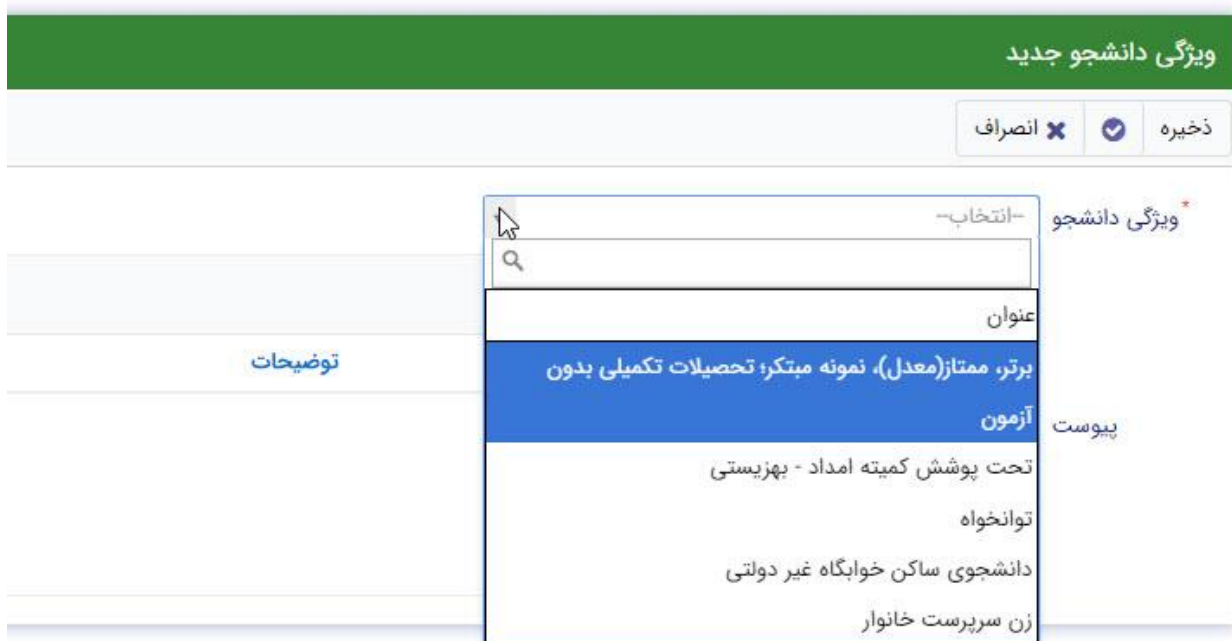 ویژگی دانشجو جدید
ذخیره انصراف
*ویژگی دانشجو --انتخاب--
عنوان
برتر، ممتاز(معدل)، نمونه مبتکر؛ تحصیلات تکمیلی بدون
آزمون
توضیحات
پیوست
تحت پوشش کمیته امداد - بهزیستی
توانخواه
دانشجوی ساکن خوابگاه غیر دولتی
زن سرپرست خانوار